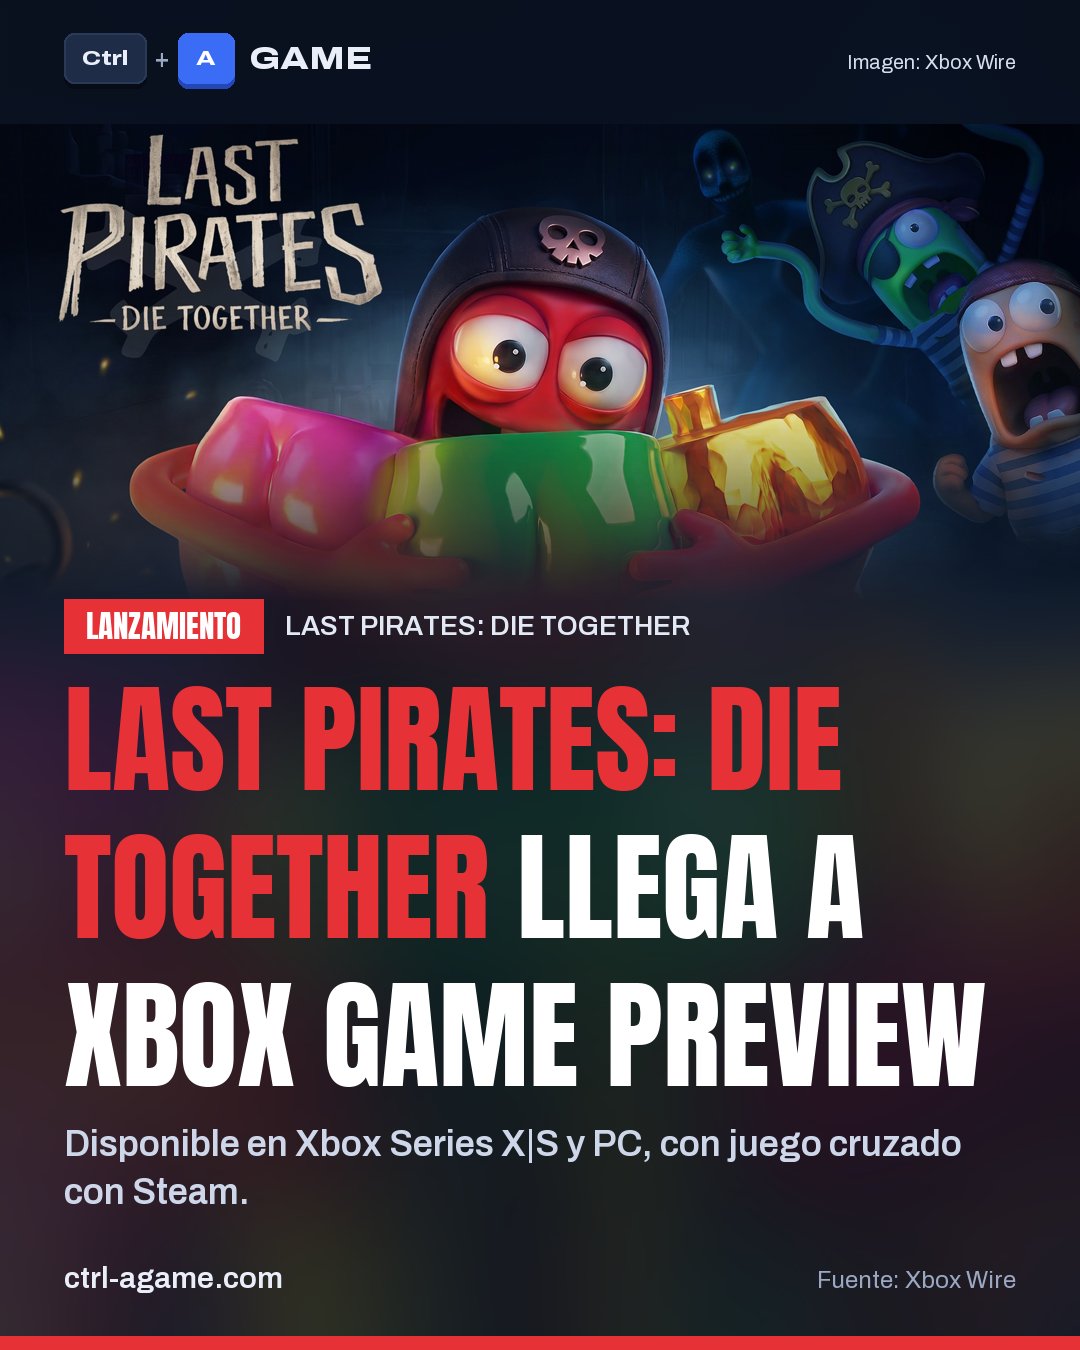 Ctrl + A GAME
Imagen: Xbox Wire
LAST
PIRATES
DIE TOGETHER
LANZAMIENTO
LAST PIRATES: DIE TOGETHER
LAST PIRATES: DIE
TOGETHER LLEGA A
XBOX GAME PREVIEW
Disponible en Xbox Series X|S y PC, con juego cruzado
con Steam.
ctrl-agame.com
Fuente: Xbox Wire